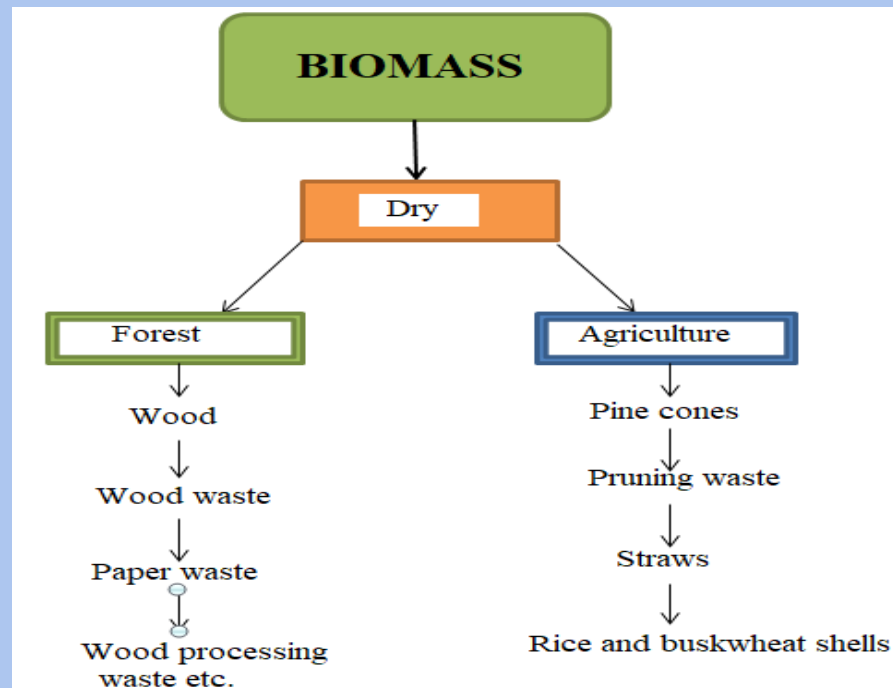 BIOMASS
Dry
Forest
Wood
Wood waste
Paper waste
Wood processing
waste etc.
Agriculture
Pine cones
Pruning waste
Straws
Rice and buskwheat shells